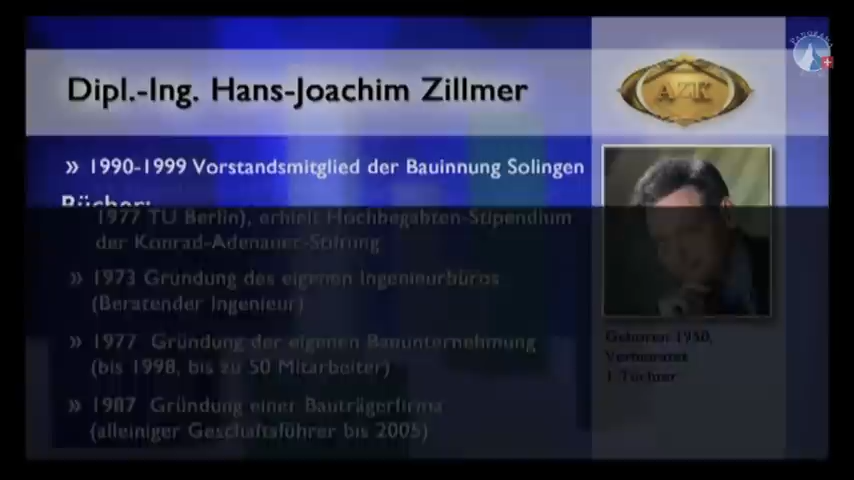 PANORAMA
Dipl.-Ing. Hans-Joachim Zillmer
AZK
» 1990-1999 Vorstandsmitglied der Bauinnung Solingen
Bücher:
1977 TU Berlin), erhielt Hochbegabten-Stipendium
der Konrad-Adenauer-Stiftung
» 1973 Gründung des eigenen Ingenieurbüros
(Beratender Ingenieur)
» 1977 Gründung der eigenen Bauunternehmung
(bis 1998, bis zu 50 Mitarbeiter)
» 1987 Gründung einer Bauträgerfirma
(alleiniger Geschäftsführer bis 2005)
Geboren 1950,
Verheiratet
1 Tochter